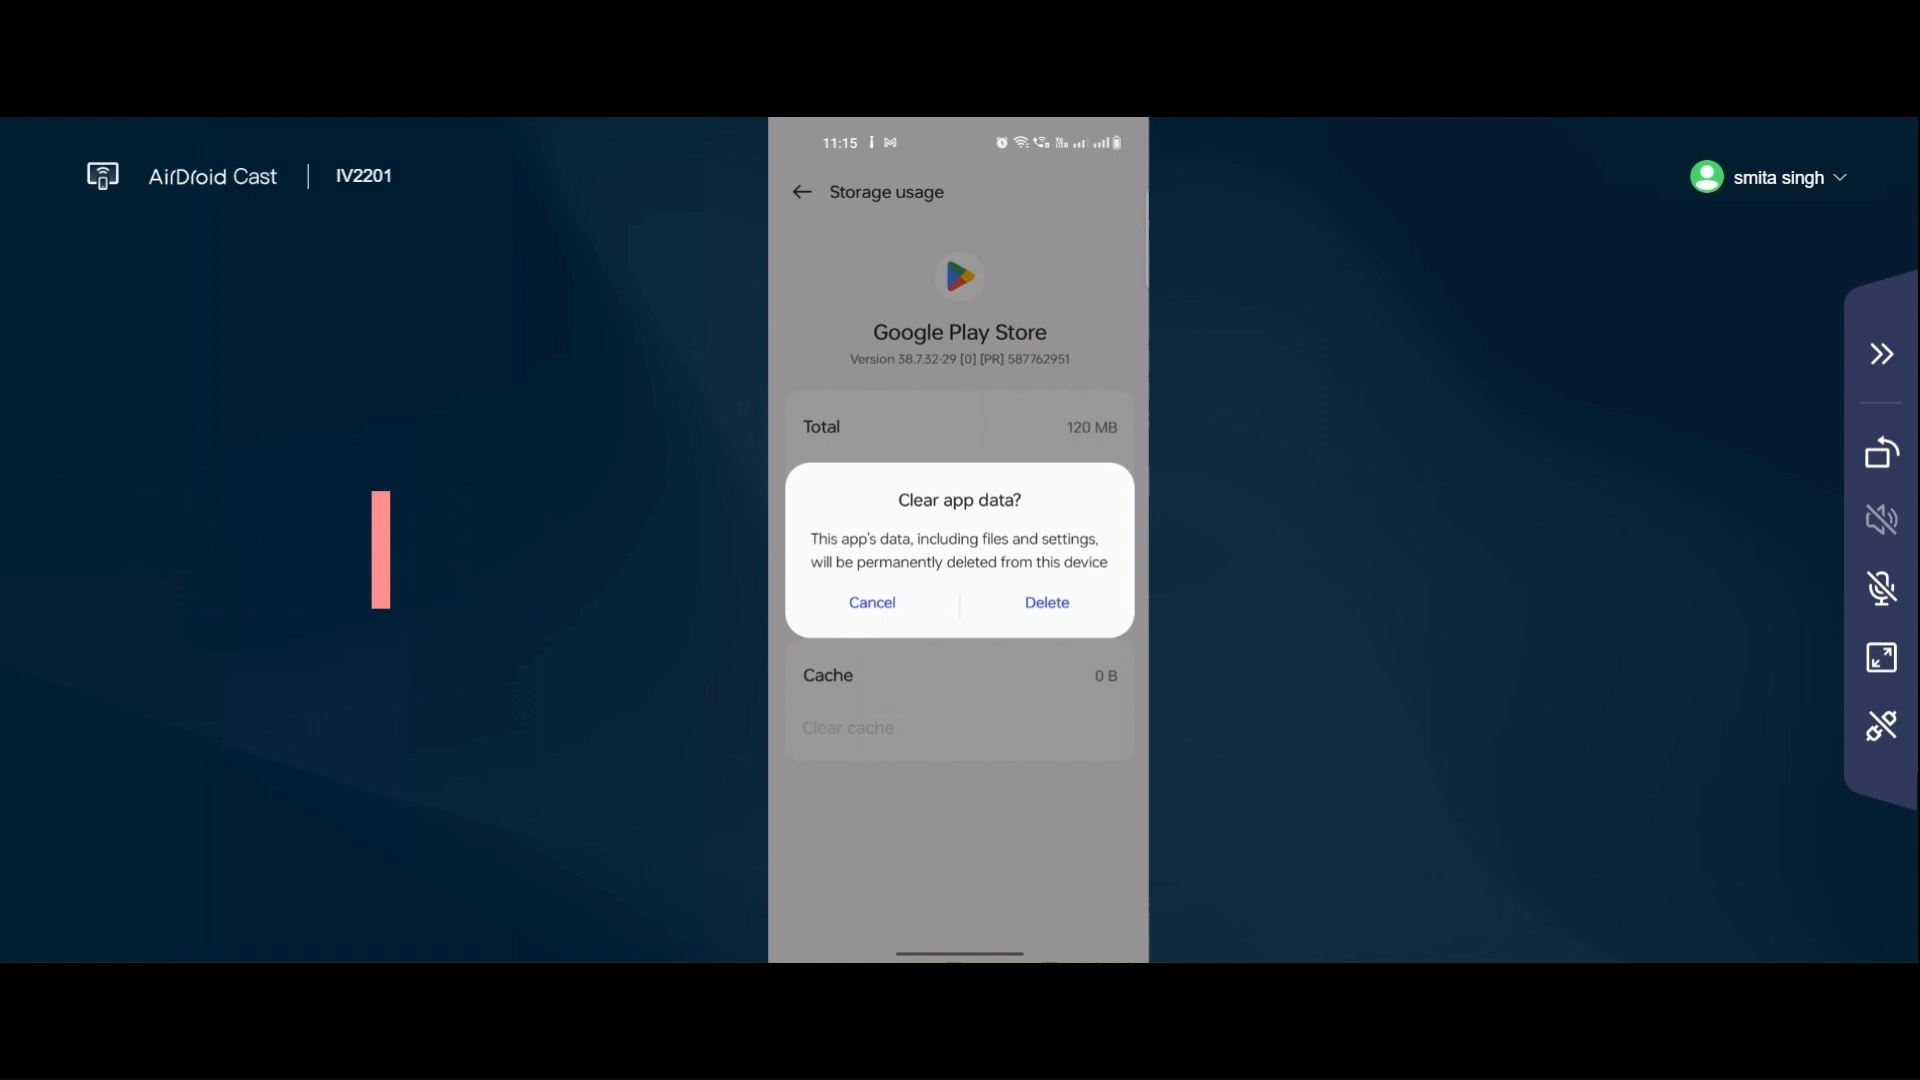 11:15
AirDroid Cast
IV2201
smita singh
Storage usage
Google Play Store
Version 38.7.32-29 [0] [PR] 587762951
Total 120 MB
Clear app data?
This app's data, including files and settings,
will be permanently deleted from this device
Cancel Delete
Cache 0 B
Clear cache